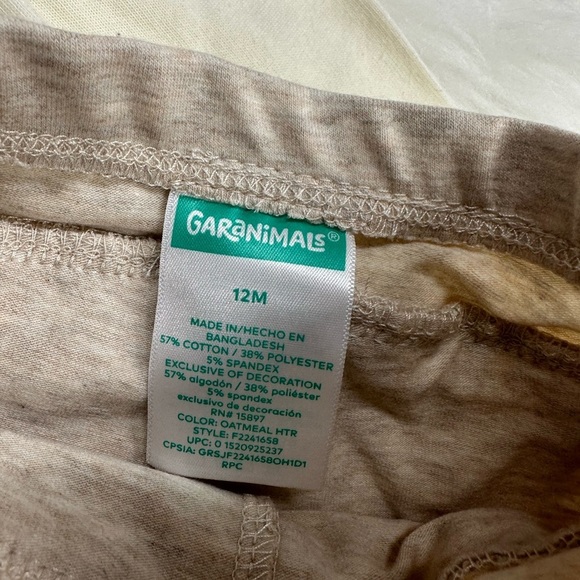 GARANIMALS®
12M
MADE IN/HECHO EN
BANGLADESH
57% COTTON / 38% POLYESTER
5% SPANDEX
EXCLUSIVE OF DECORATION
57% algodón / 38% poliéster
5% spandex
exclusivo de decoración
RN# 15897
COLOR: OATMEAL HTR
STYLE: F2241658
UPC: 0 1520925237
CPSIA: GRSJF2241658OH1D1
RPC